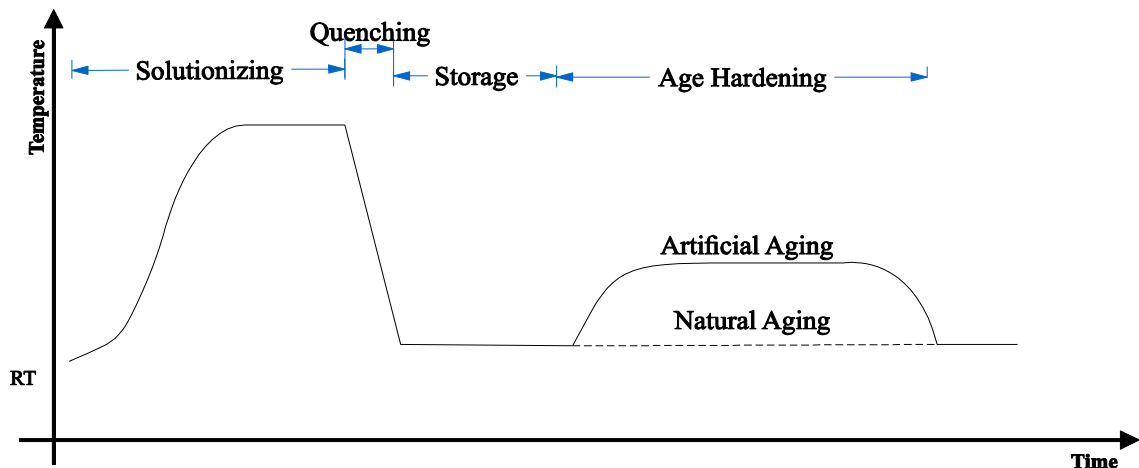 Quenching
Solutionizing
Storage
Age Hardening
Temperature
Artificial Aging
Natural Aging
RT
Time